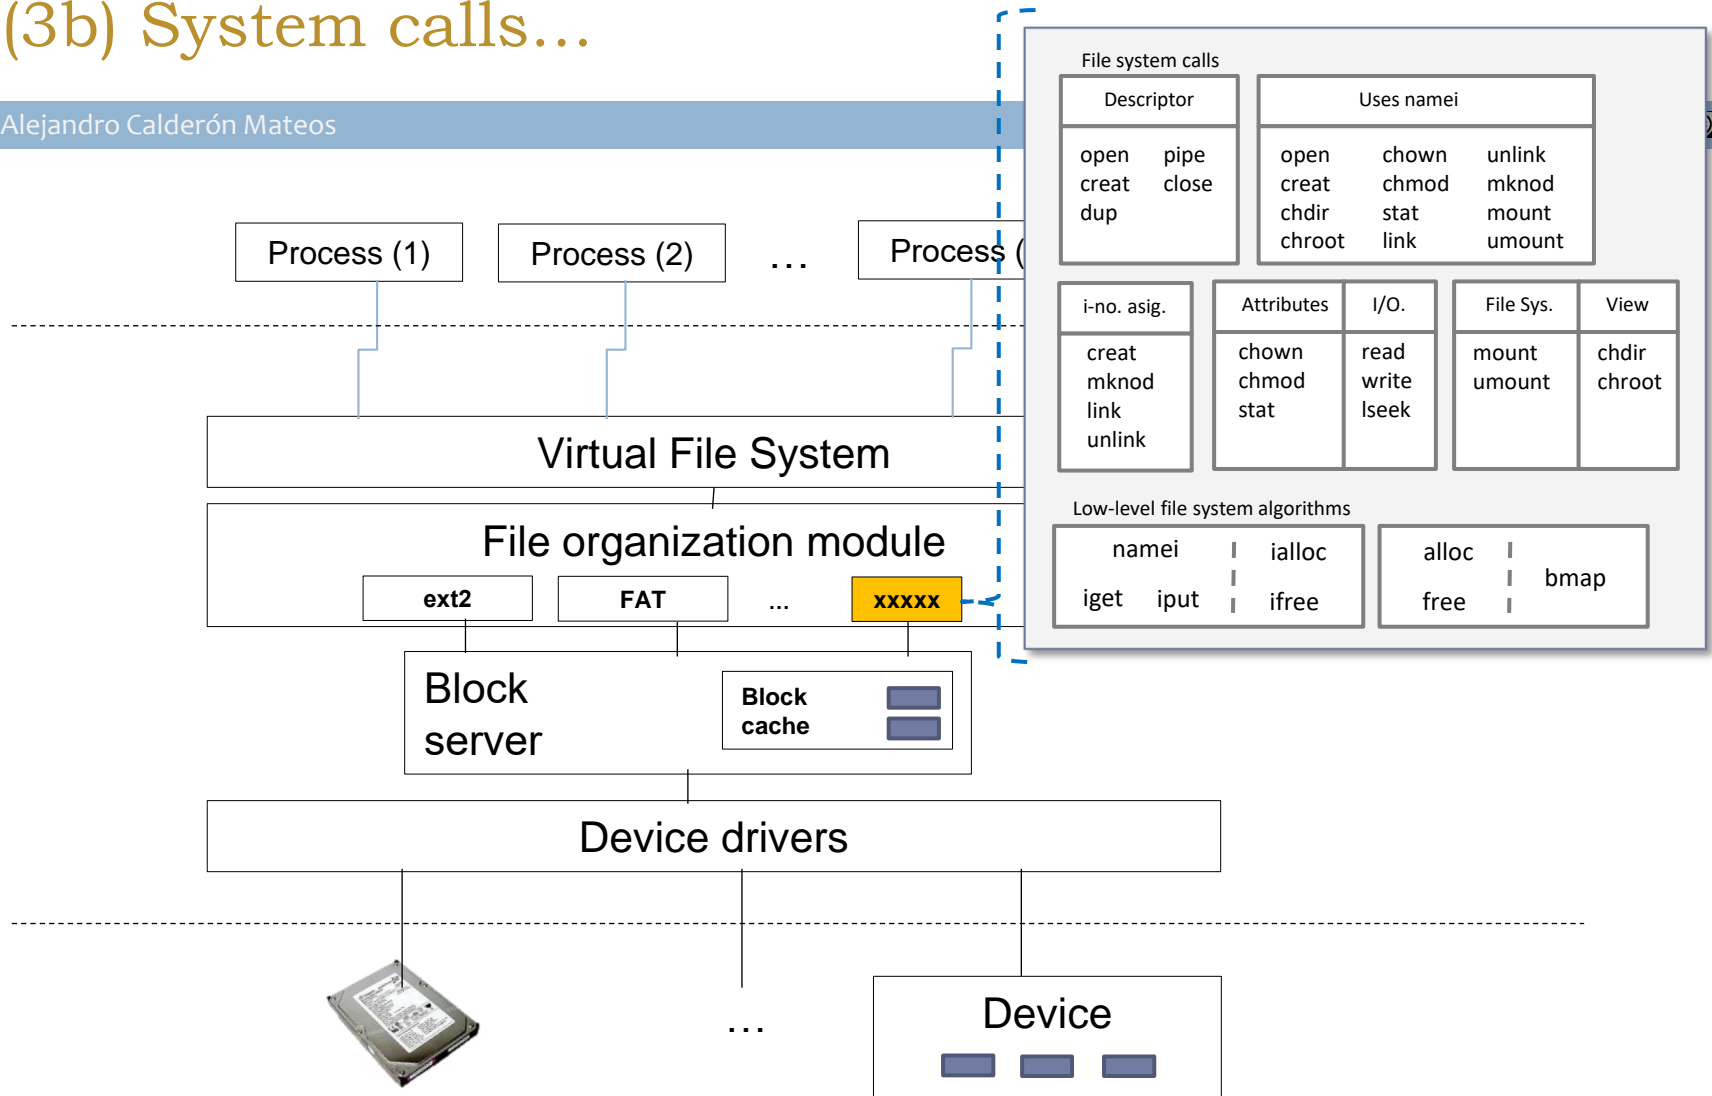 (3b) System calls…
Alejandro Calderón Mateos
Process (1)
Process (2)
…
Process (
Virtual File System
File organization module
ext2
FAT
...
xxxxx
Block
server
Block
cache
Device drivers
…
Device
File system calls
Descriptor
open pipe
creat close
dup
Uses namei
open chown unlink
creat chmod mknod
chdir stat mount
chroot link umount
i-no. asig.
creat
mknod
link
unlink
Attributes
chown
chmod
stat
I/O.
read
write
lseek
File Sys.
mount
umount
View
chdir
chroot
Low-level file system algorithms
namei
iget iput
ialloc
ifree
alloc
free
bmap